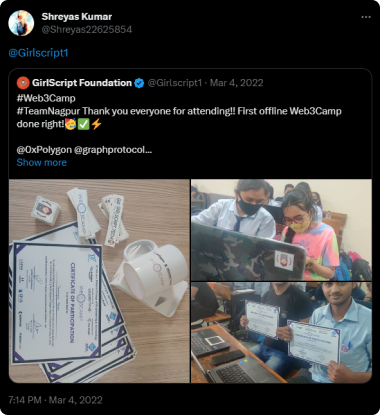 Shreyas Kumar
@Shreyas22625854
@Girlscript1
GirlScript Foundation @Girlscript1 · Mar 4, 2022
#Web3Camp
#TeamNagpur Thank you everyone for attending!! First offline Web3Camp
done right!🥳✅⚡
@0xPolygon @graphprotocol...
Show more
CERTIFICATE OF PARTICIPATION
7:14 PM · Mar 4, 2022